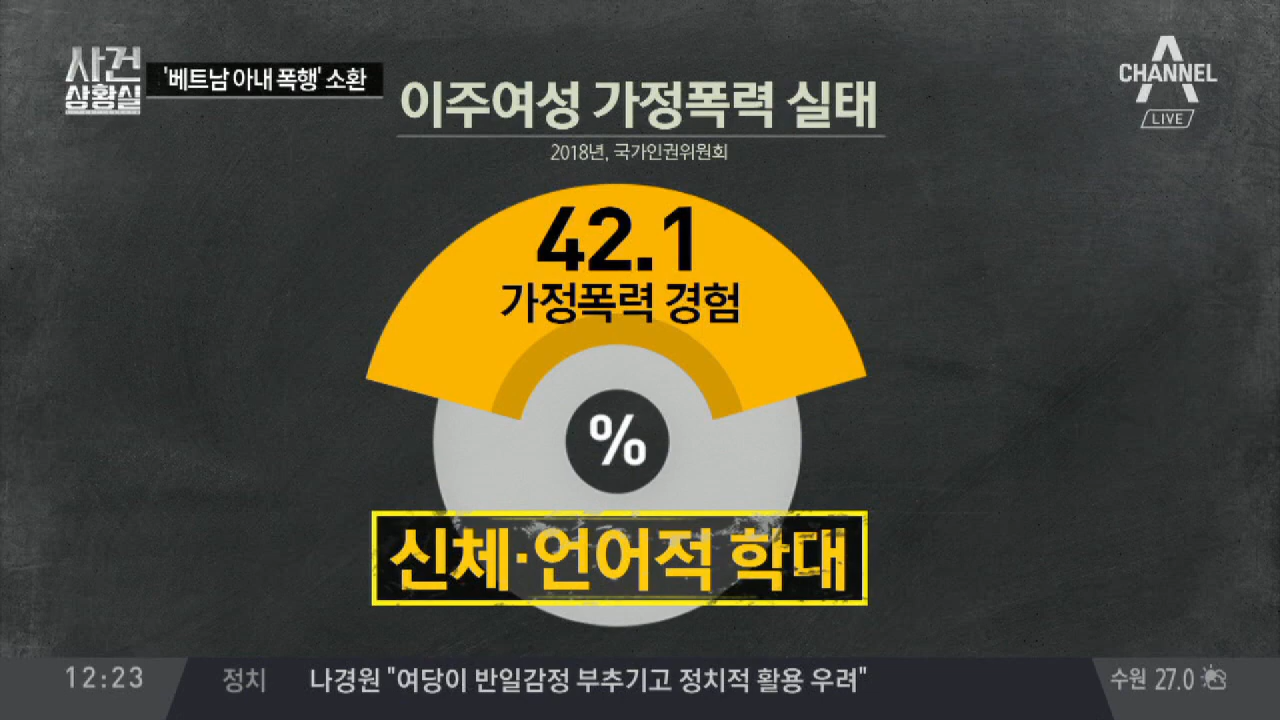 사건
상황실
'베트남 아내 폭행' 소환
CHANNEL
LIVE
이주여성 가정폭력 실태
2018년, 국가인권위원회
42.1
가정폭력 경험
%
신체·언어적 학대
12:23
정치
나경원 "여당이 반일감정 부추기고 정치적 활용 우려"
수원 27.0